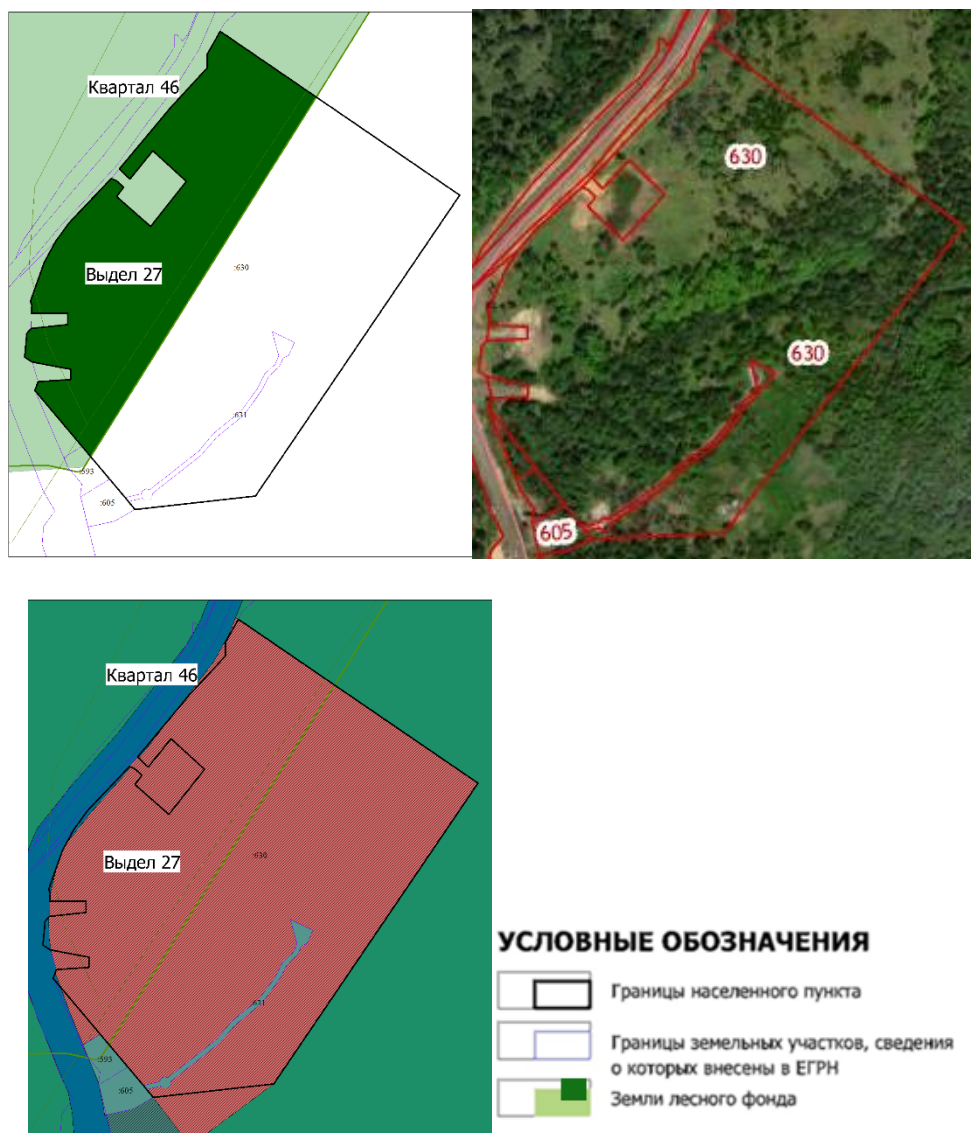 Квартал 46
Выдел 27
:630
:631
:593
:605
630
630
605
Квартал 46
Выдел 27
:630
:631
:593
:605
УСЛОВНЫЕ ОБОЗНАЧЕНИЯ
Границы населенного пункта
Границы земельных участков, сведения
о которых внесены в ЕГРН
Земли лесного фонда